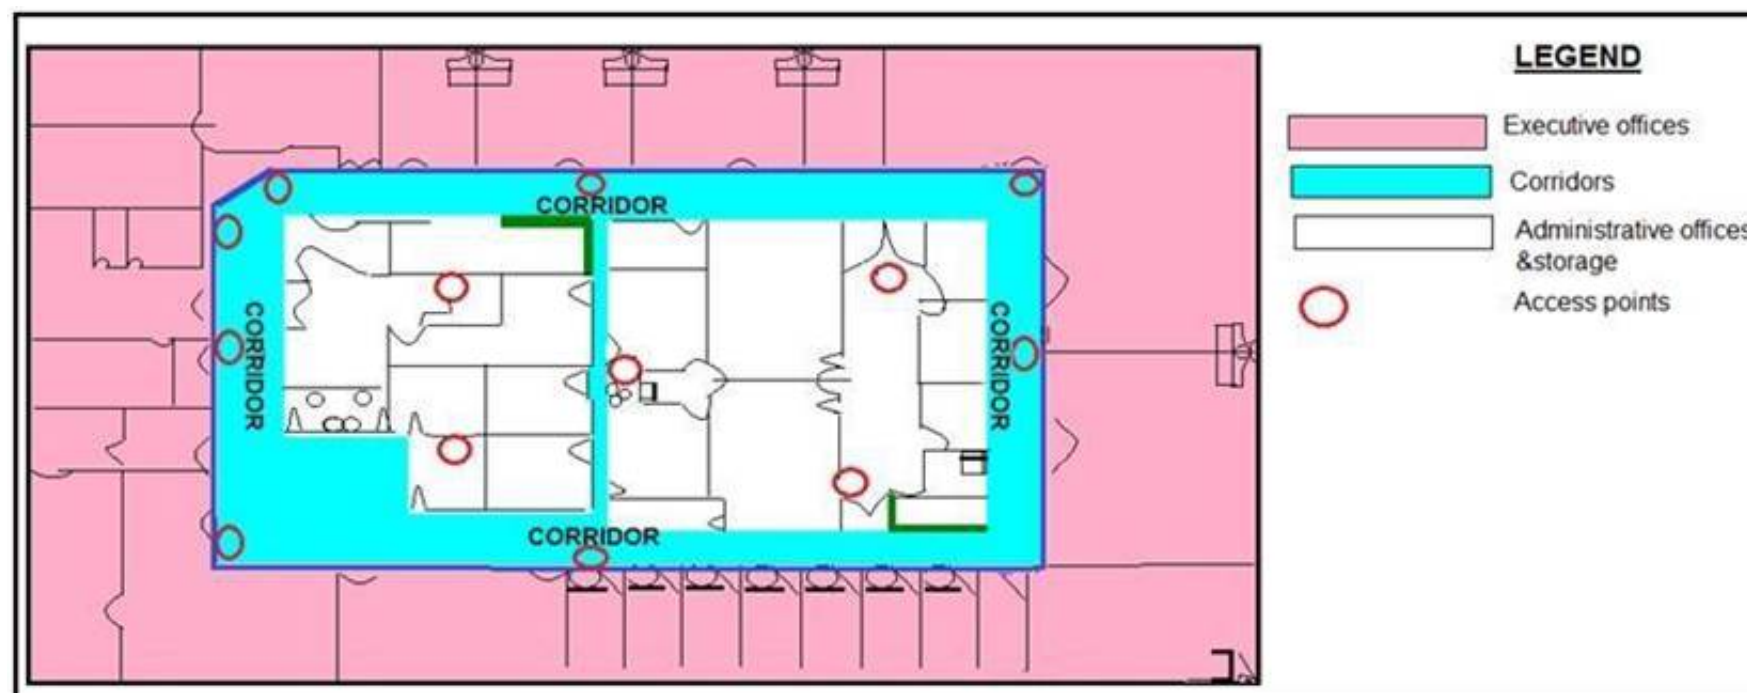 LEGEND
Executive offices
Corridors
Administrative offices
&storage
Access points
CORRIDOR
CORRIDOR
CORRIDOR
CORRIDOR